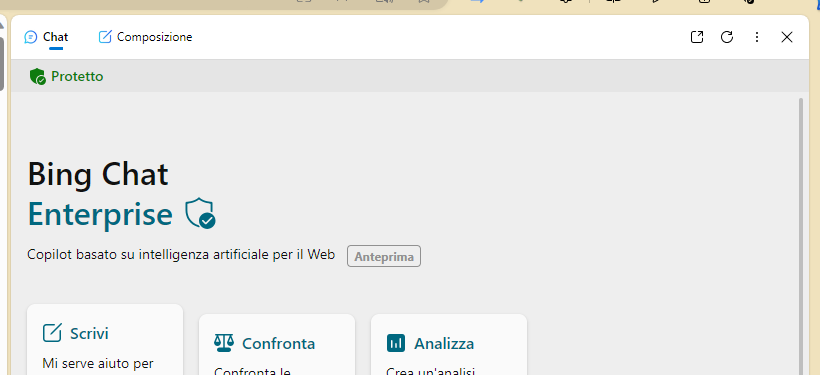 Chat
Composizione
Protetto
Bing Chat
Enterprise
Copilot basato su intelligenza artificiale per il Web
Anteprima
Scrivi
Mi serve aiuto per
Confronta
Confronta le
Analizza
Crea un'analisi